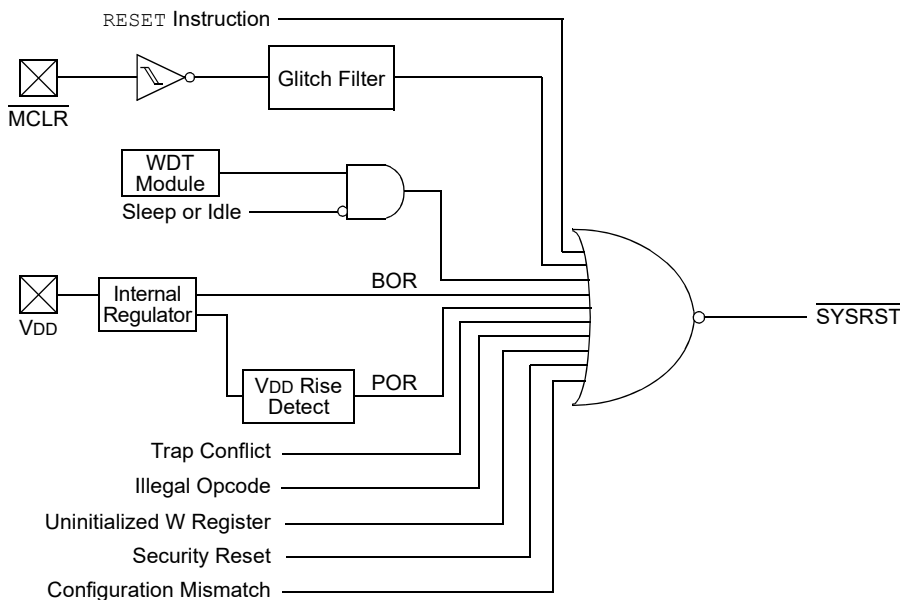 RESET Instruction
Glitch Filter
MCLR
WDT
Module
Sleep or Idle
BOR
Internal
Regulator
VDD
SYSRST
VDD Rise
Detect
POR
Trap Conflict
Illegal Opcode
Uninitialized W Register
Security Reset
Configuration Mismatch